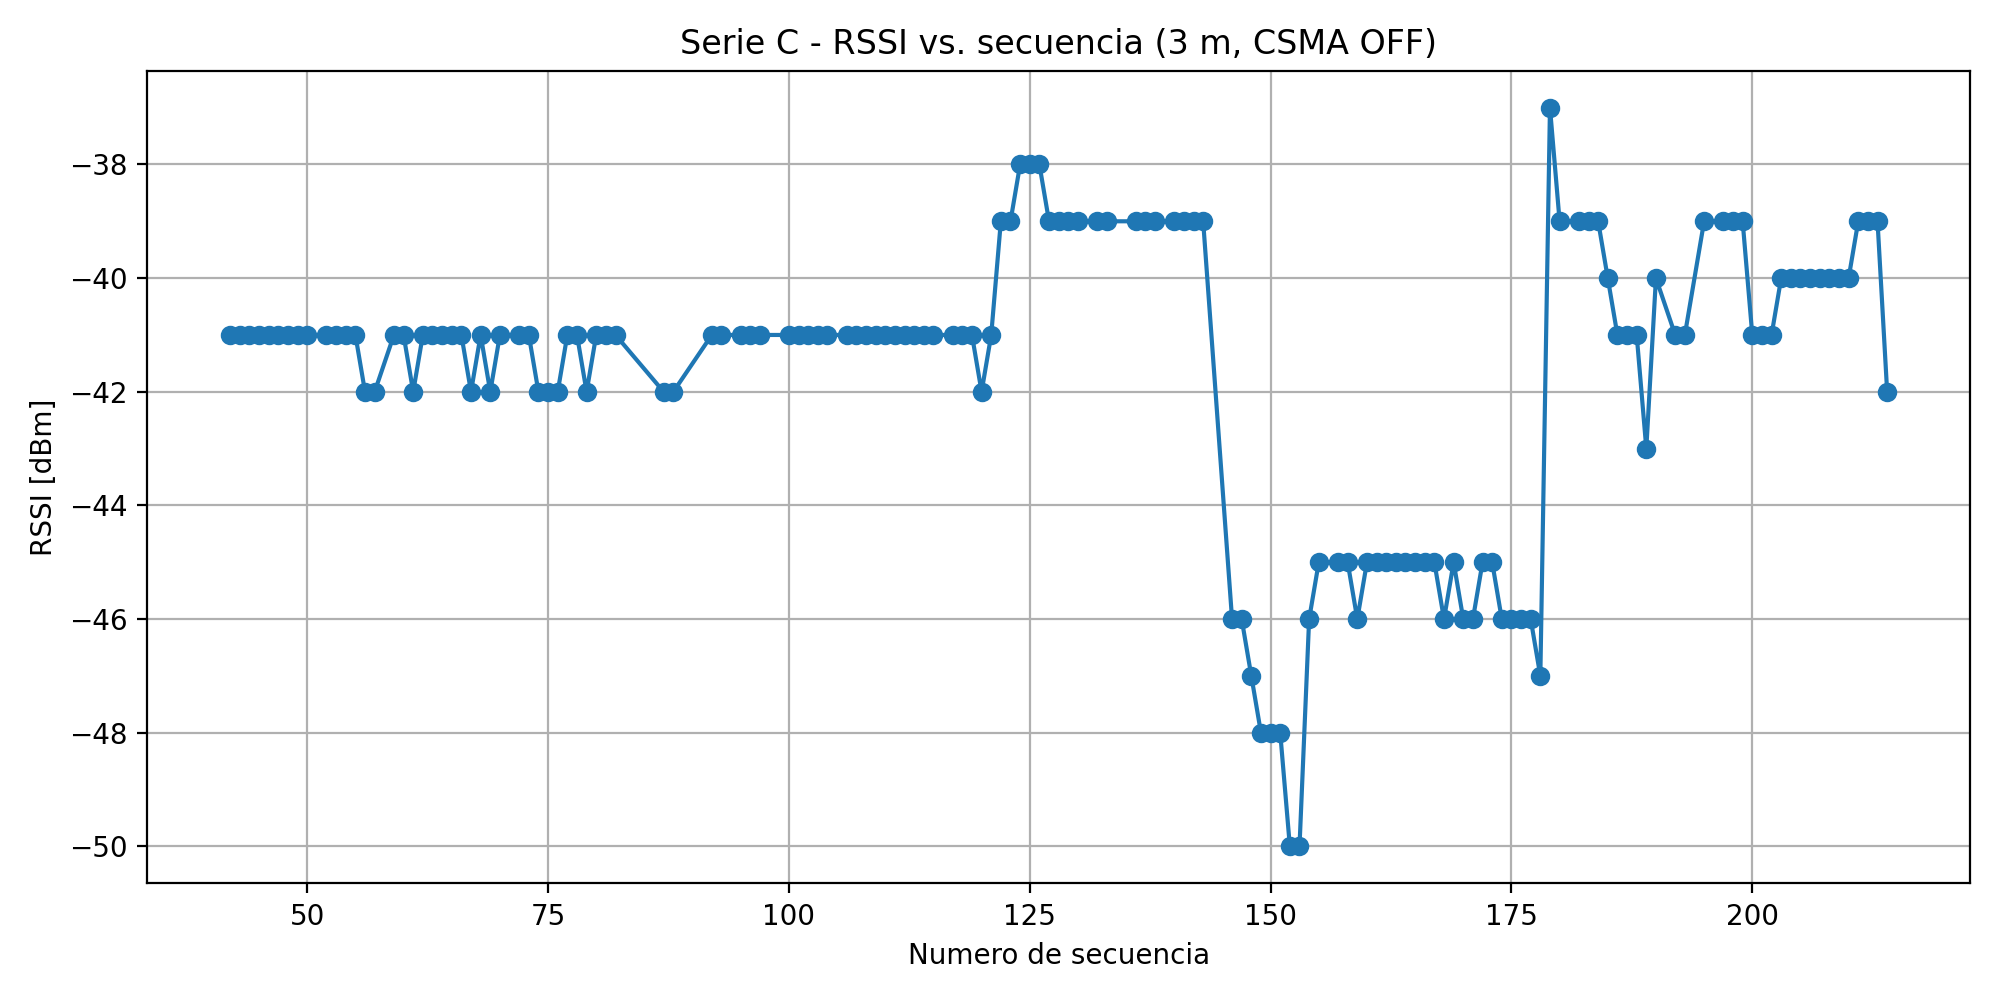 Serie C - RSSI vs. secuencia (3 m, CSMA OFF)
RSSI [dBm]
−38
−40
−42
−44
−46
−48
−50
50 75 100 125 150 175 200
Numero de secuencia